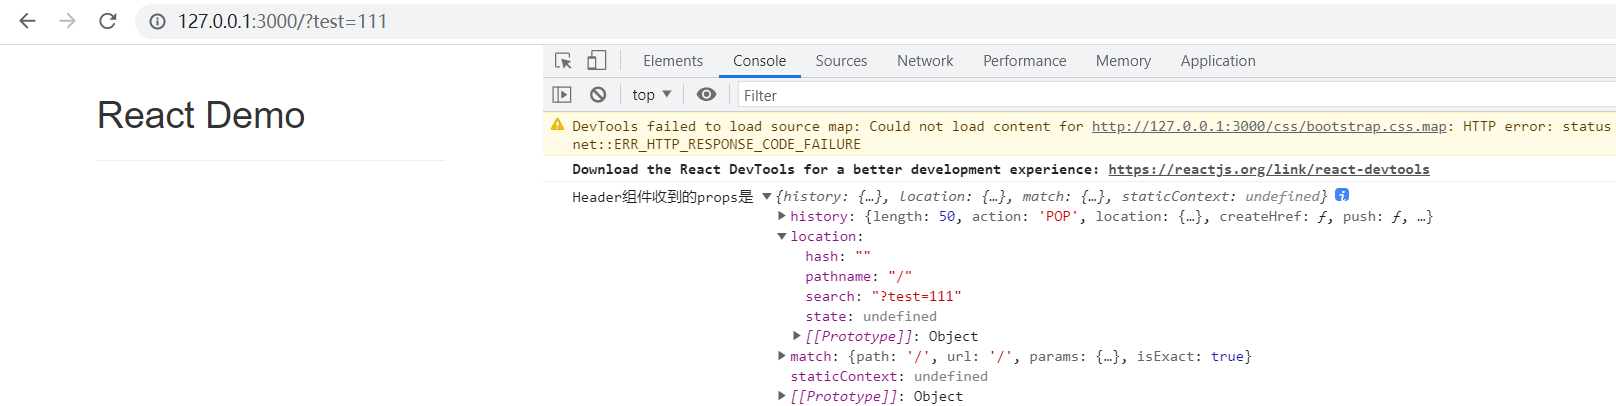 127.0.0.1:3000/?test=111
Elements Console Sources Network Performance Memory Application
top Filter
React Demo
DevTools failed to load source map: Could not load content for http://127.0.0.1:3000/css/bootstrap.css.map: HTTP error: status
net::ERR_HTTP_RESPONSE_CODE_FAILURE
Download the React DevTools for a better development experience: https://reactjs.org/link/react-devtools
Header组件收到的props是 {history: {…}, location: {…}, match: {…}, staticContext: undefined} i
history: {length: 50, action: 'POP', location: {…}, createHref: ƒ, push: ƒ, …}
location:
hash: ""
pathname: "/"
search: "?test=111"
state: undefined
[[Prototype]]: Object
match: {path: '/', url: '/', params: {…}, isExact: true}
staticContext: undefined
[[Prototype]]: Object